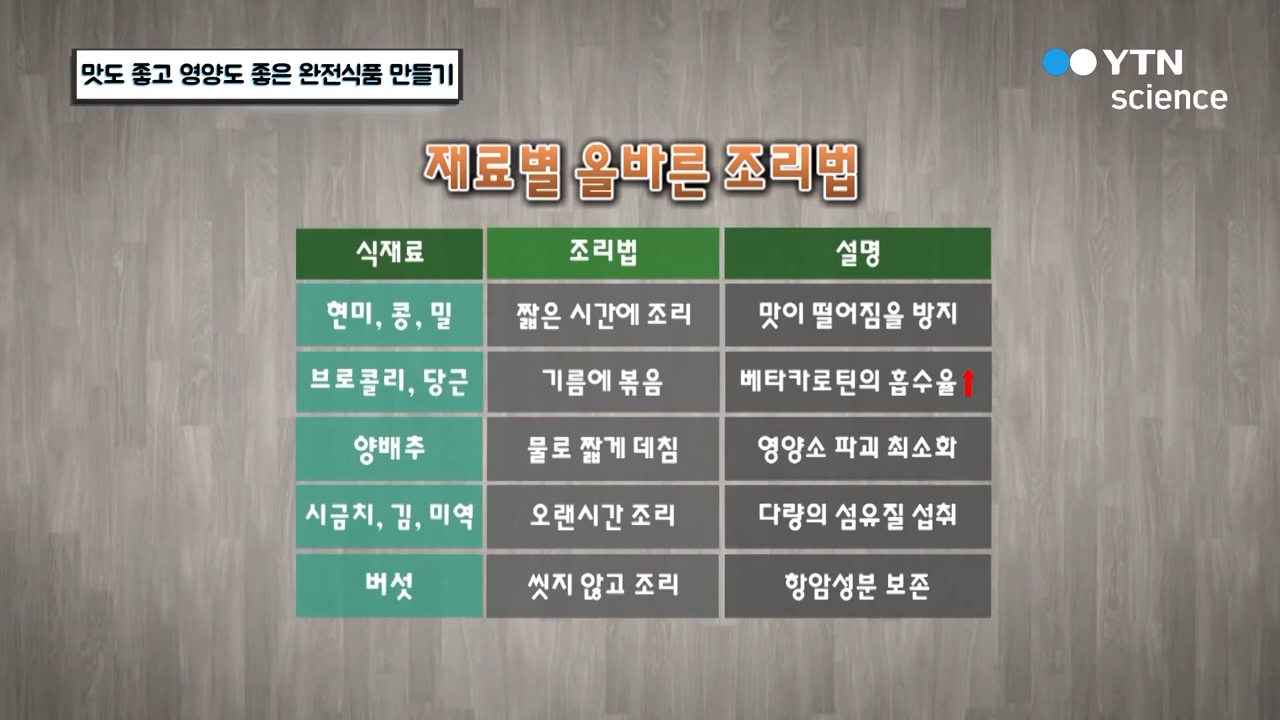 맛도 좋고 영양도 좋은 완전식품 만들기
YTN
science
재료별 올바른 조리법
식재료 조리법 설명
현미, 콩, 밀 짧은 시간에 조리 맛이 떨어짐을 방지
브로콜리, 당근 기름에 볶음 베타카로틴의 흡수율
양배추 물로 짧게 데침 영양소 파괴 최소화
시금치, 김, 미역 오랜시간 조리 다량의 섬유질 섭취
버섯 씻지 않고 조리 항암성분 보존